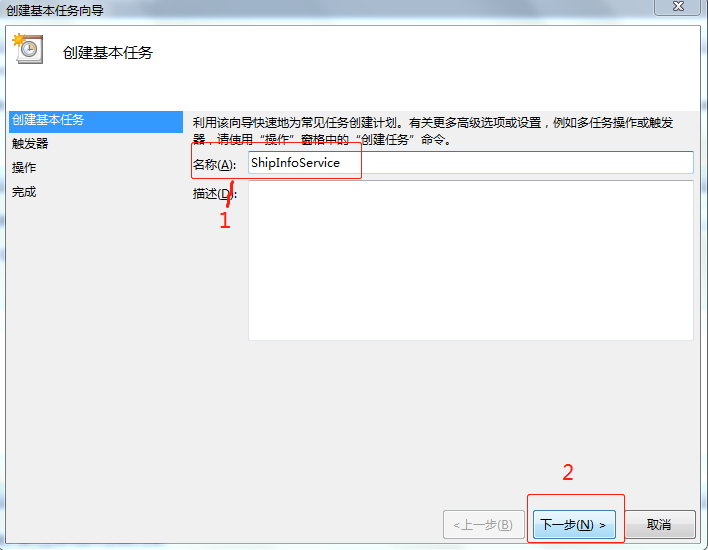 创建基本任务向导
创建基本任务
创建基本任务
触发器
操作
完成
利用该向导快速地为常见任务创建计划。有关更多高级选项或设置，例如多任务操作或触发
器，请使用“操作”窗格中的“创建任务”命令。
名称(A):
ShipInfoService
描述(D):
1
2
<上一步(B)
下一步(N) >
取消